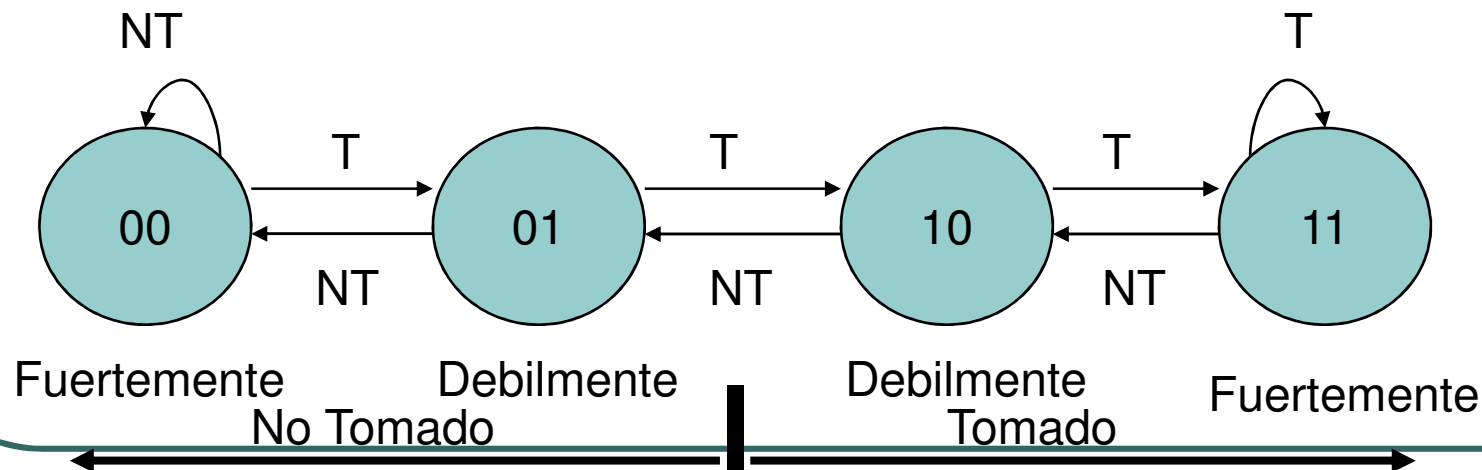 NT T
T T T
00 01 10 11
NT NT NT
Fuertemente Debilmente Debilmente Fuertemente
No Tomado Tomado